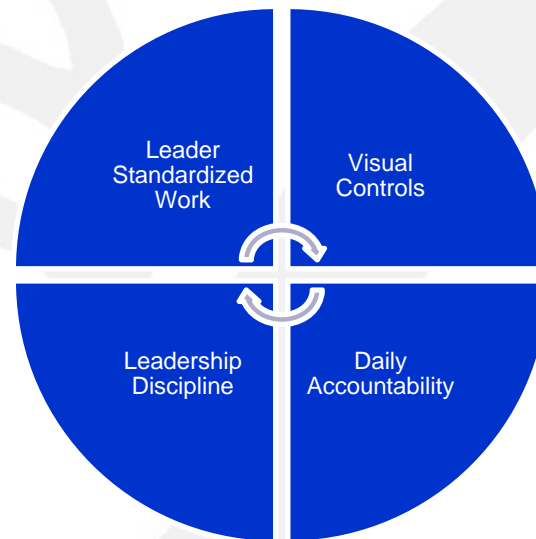 Leader
Standardized
Work
Visual
Controls
Leadership
Discipline
Daily
Accountability